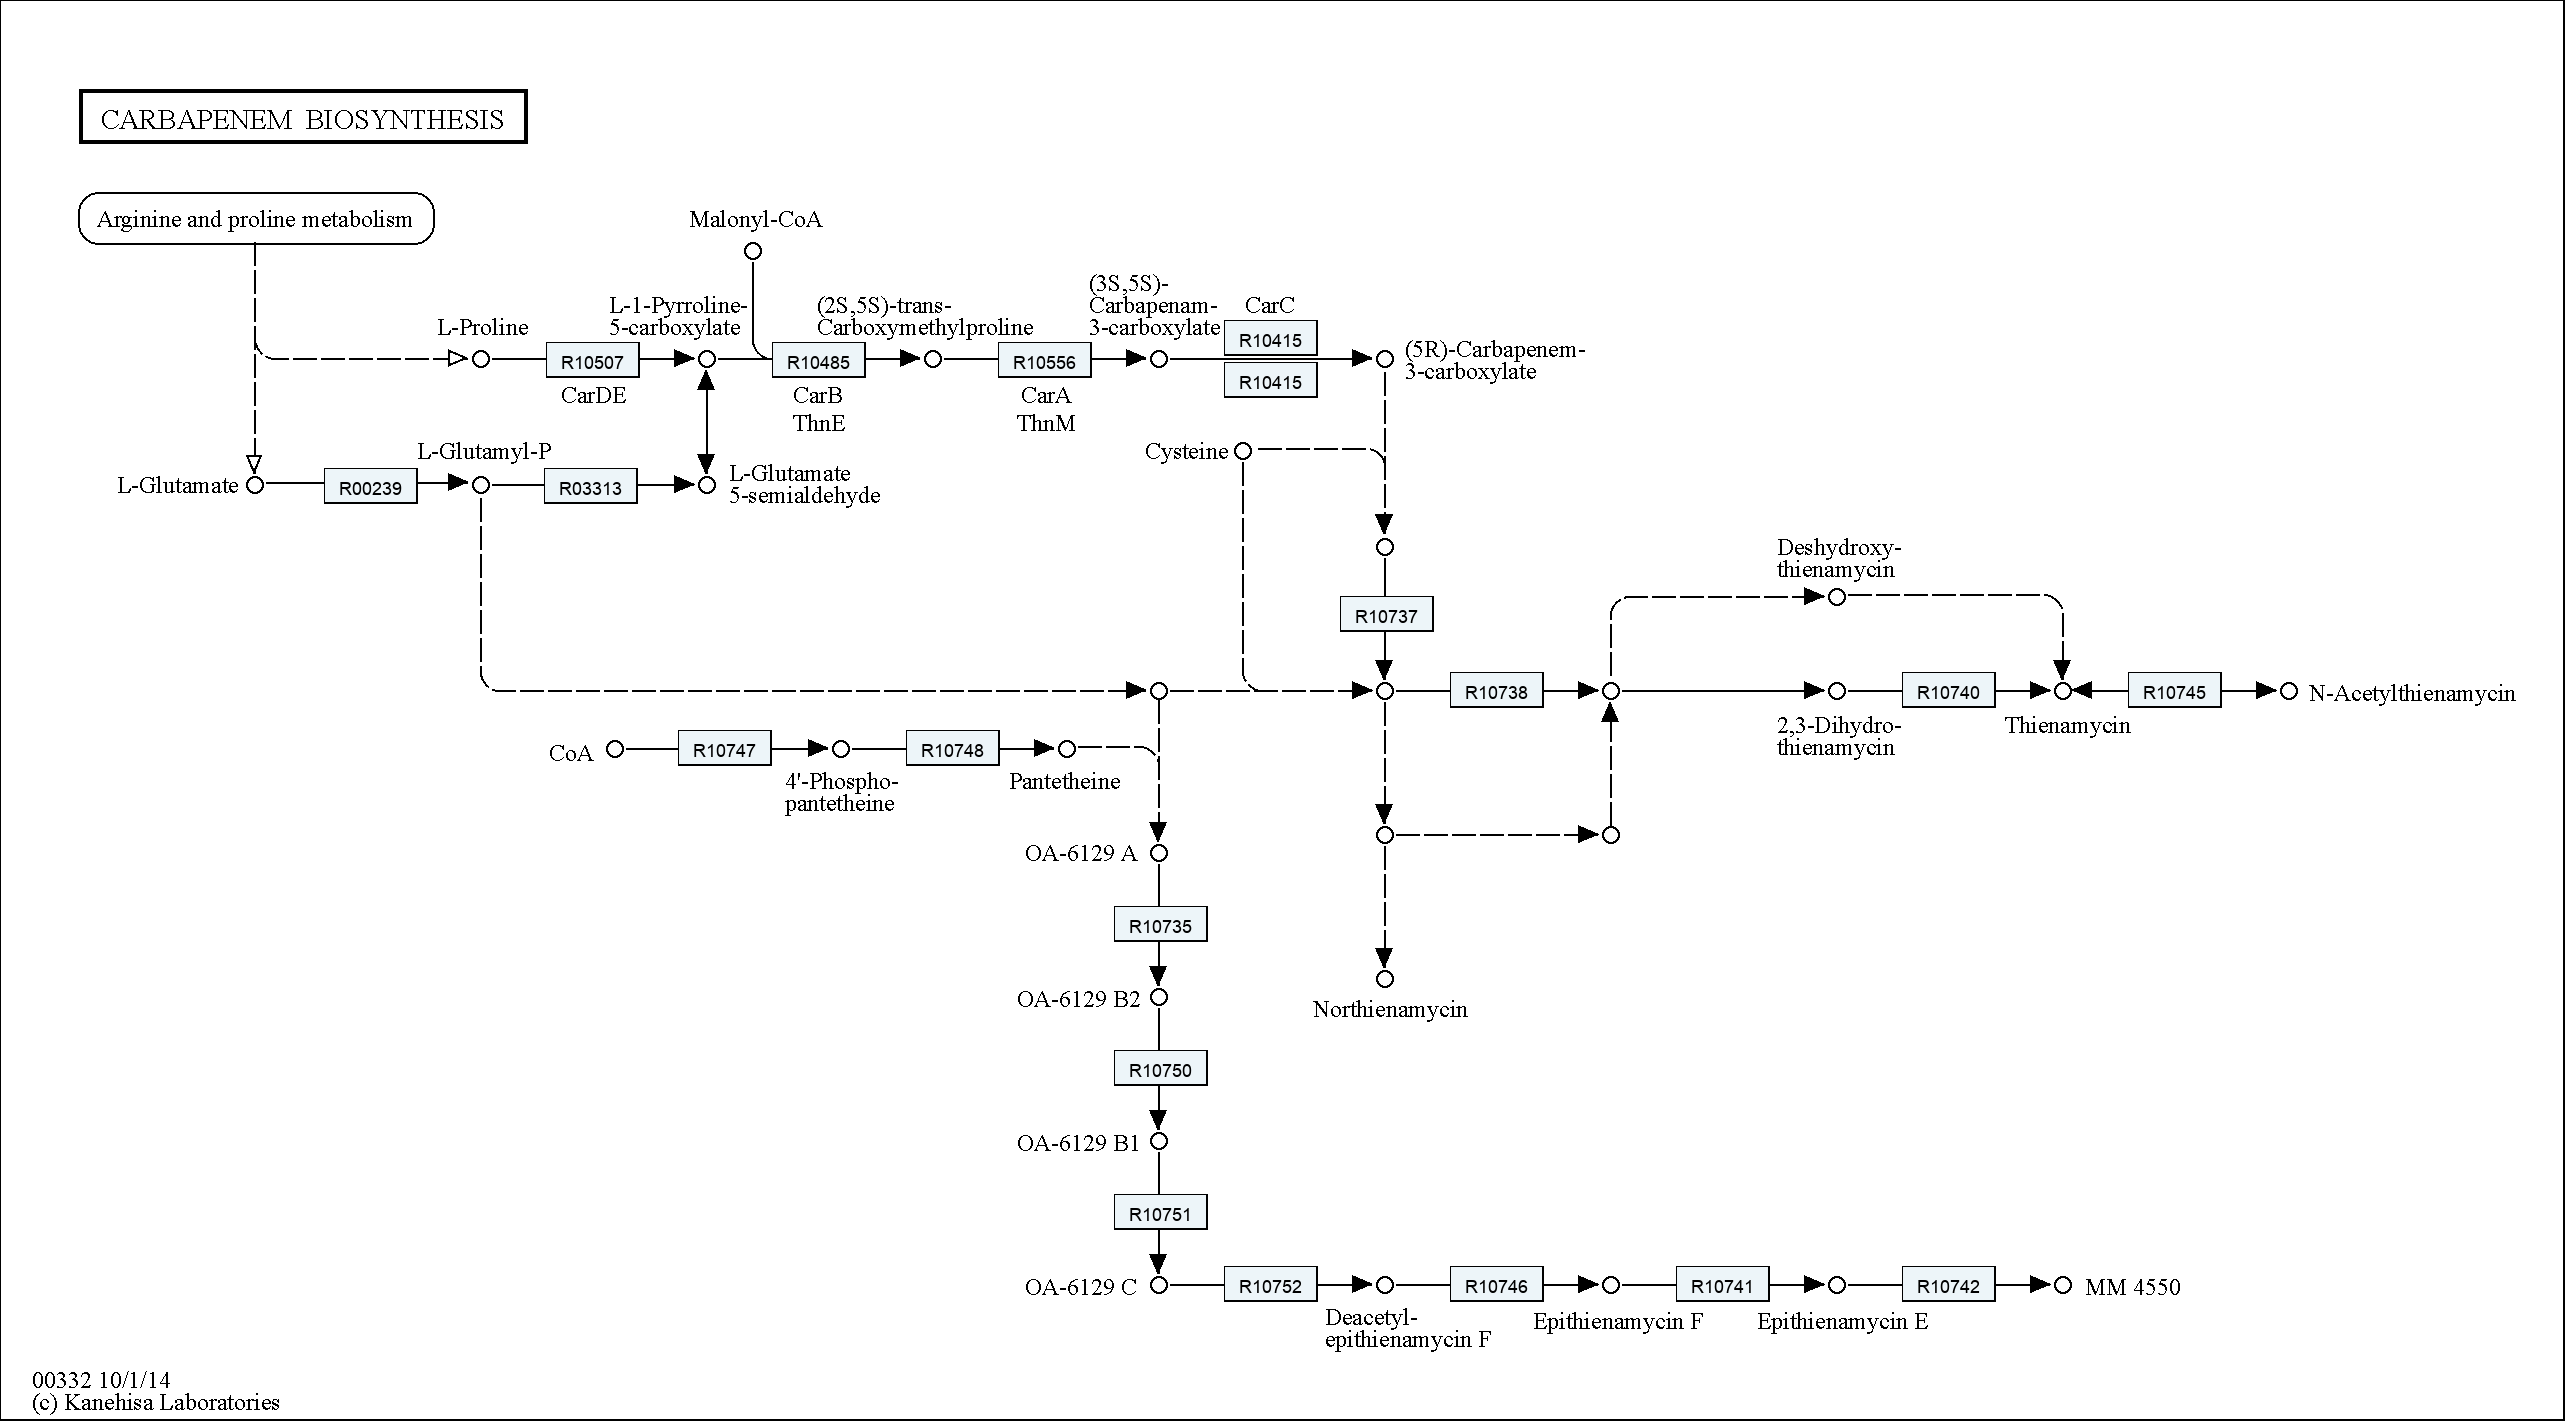 CARBAPENEM BIOSYNTHESIS
Arginine and proline metabolism
Malonyl-CoA
L-Proline
R10507
CarDE
L-1-Pyrroline-
5-carboxylate
R10485
CarB
ThnE
(2S,5S)-trans-
Carboxymethylproline
R10556
CarA
ThnM
(3S,5S)-
Carbapenam-
3-carboxylate
CarC
R10415
R10415
(5R)-Carbapenem-
3-carboxylate
L-Glutamate
R00239
L-Glutamyl-P
R03313
L-Glutamate
5-semialdehyde
Cysteine
R10737
Deshydroxy-
thienamycin
R10738
2,3-Dihydro-
thienamycin
R10740
Thienamycin
R10745
N-Acetylthienamycin
CoA
R10747
4'-Phospho-
pantetheine
R10748
Pantetheine
OA-6129 A
R10735
OA-6129 B2
Northienamycin
R10750
OA-6129 B1
R10751
OA-6129 C
R10752
Deacetyl-
epithienamycin F
R10746
Epithienamycin F
R10741
Epithienamycin E
R10742
MM 4550
00332 10/1/14
(c) Kanehisa Laboratories